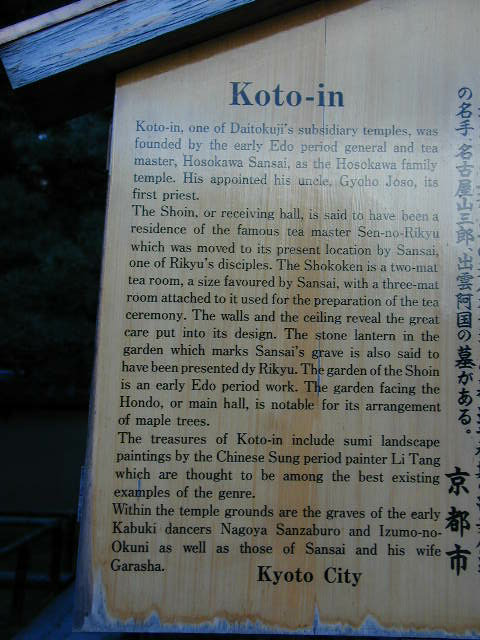 Koto-in
Koto-in, one of Daitokuji's subsidiary temples, was
founded by the early Edo period general and tea
master, Hosokawa Sansai, as the Hosokawa family
temple. His appointed his uncle, Gyoho Joso, its
first priest.
The Shoin, or receiving hall, is said to have been a
residence of the famous tea master Sen-no-Rikyu
which was moved to its present location by Sansai,
one of Rikyu's disciples. The Shokoken is a two-mat
tea room, a size favoured by Sansai, with a three-mat
room attached to it used for the preparation of the tea
ceremony. The walls and the ceiling reveal the great
care put into its design. The stone lantern in the
garden which marks Sansai's grave is also said to
have been presented dy Rikyu. The garden of the Shoin
is an early Edo period work. The garden facing the
Hondo, or main hall, is notable for its arrangement
of maple trees.
The treasures of Koto-in include sumi landscape
paintings by the Chinese Sung period painter Li Tang
which are thought to be among the best existing
examples of the genre.
Within the temple grounds are the graves of the early
Kabuki dancers Nagoya Sanzaburo and Izumo-no-
Okuni as well as those of Sansai and his wife
Garasha.
Kyoto City
の名手、名古屋山三郎、出雲阿国の墓がある。
京都市